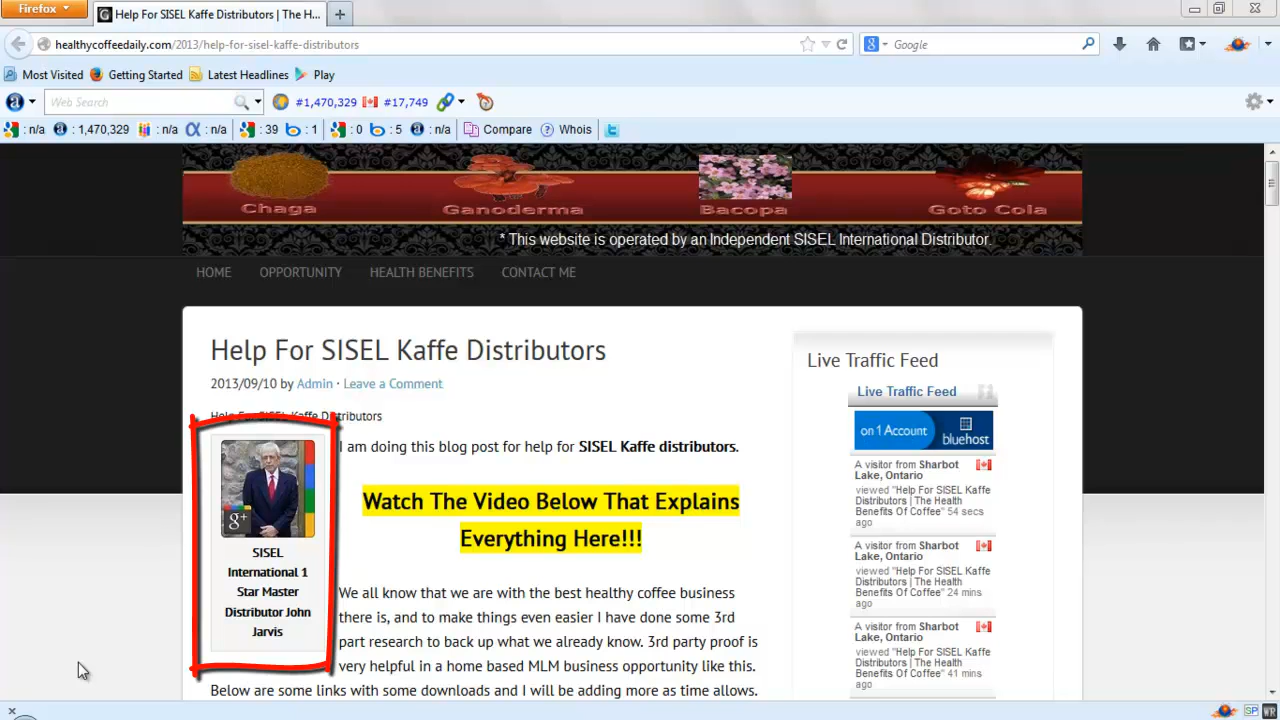 Firefox
Help For SISEL Kaffe Distributors | The H...
healthycoffeedaily.com/2013/help-for-sisel-kaffe-distributors
Google
Most Visited
Getting Started
Latest Headlines
Play
Web Search
#1,470,329
#17,749
: n/a
: 1,470,329
: n/a
: n/a
: 39
: 1
: 0
: 5
: n/a
Compare
Whois
Chaga
Ganoderma
Bacopa
Goto Cola
* This website is operated by an Independent SISEL International Distributor.
HOME
OPPORTUNITY
HEALTH BENEFITS
CONTACT ME
Help For SISEL Kaffe Distributors
2013/09/10 by Admin · Leave a Comment
Help For SISEL Kaffe Distributors
I am doing this blog post for help for SISEL Kaffe distributors.
Watch The Video Below That Explains
Everything Here!!!
g+
SISEL
International 1
Star Master
Distributor John
Jarvis
We all know that we are with the best healthy coffee business
there is, and to make things even easier I have done some 3rd
part research to back up what we already know. 3rd party proof is
very helpful in a home based MLM business opportunity like this.
Below are some links with some downloads and I will be adding more as time allows.
Live Traffic Feed
Live Traffic Feed
on 1 Account
bluehost
A visitor from Sharbot
Lake, Ontario
viewed "Help For SISEL Kaffe
Distributors | The Health
Benefits Of Coffee" 54 secs
ago
A visitor from Sharbot
Lake, Ontario
viewed "Help For SISEL Kaffe
Distributors | The Health
Benefits Of Coffee" 24 mins
ago
A visitor from Sharbot
Lake, Ontario
viewed "Help For SISEL Kaffe
Distributors | The Health
Benefits Of Coffee" 41 mins
ago
SP
WR